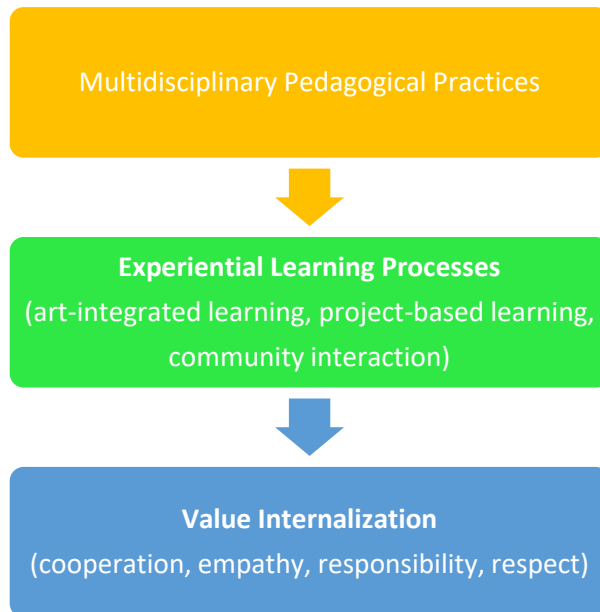 Multidisciplinary Pedagogical Practices
Experiential Learning Processes
(art-integrated learning, project-based learning,
community interaction)
Value Internalization
(cooperation, empathy, responsibility, respect)